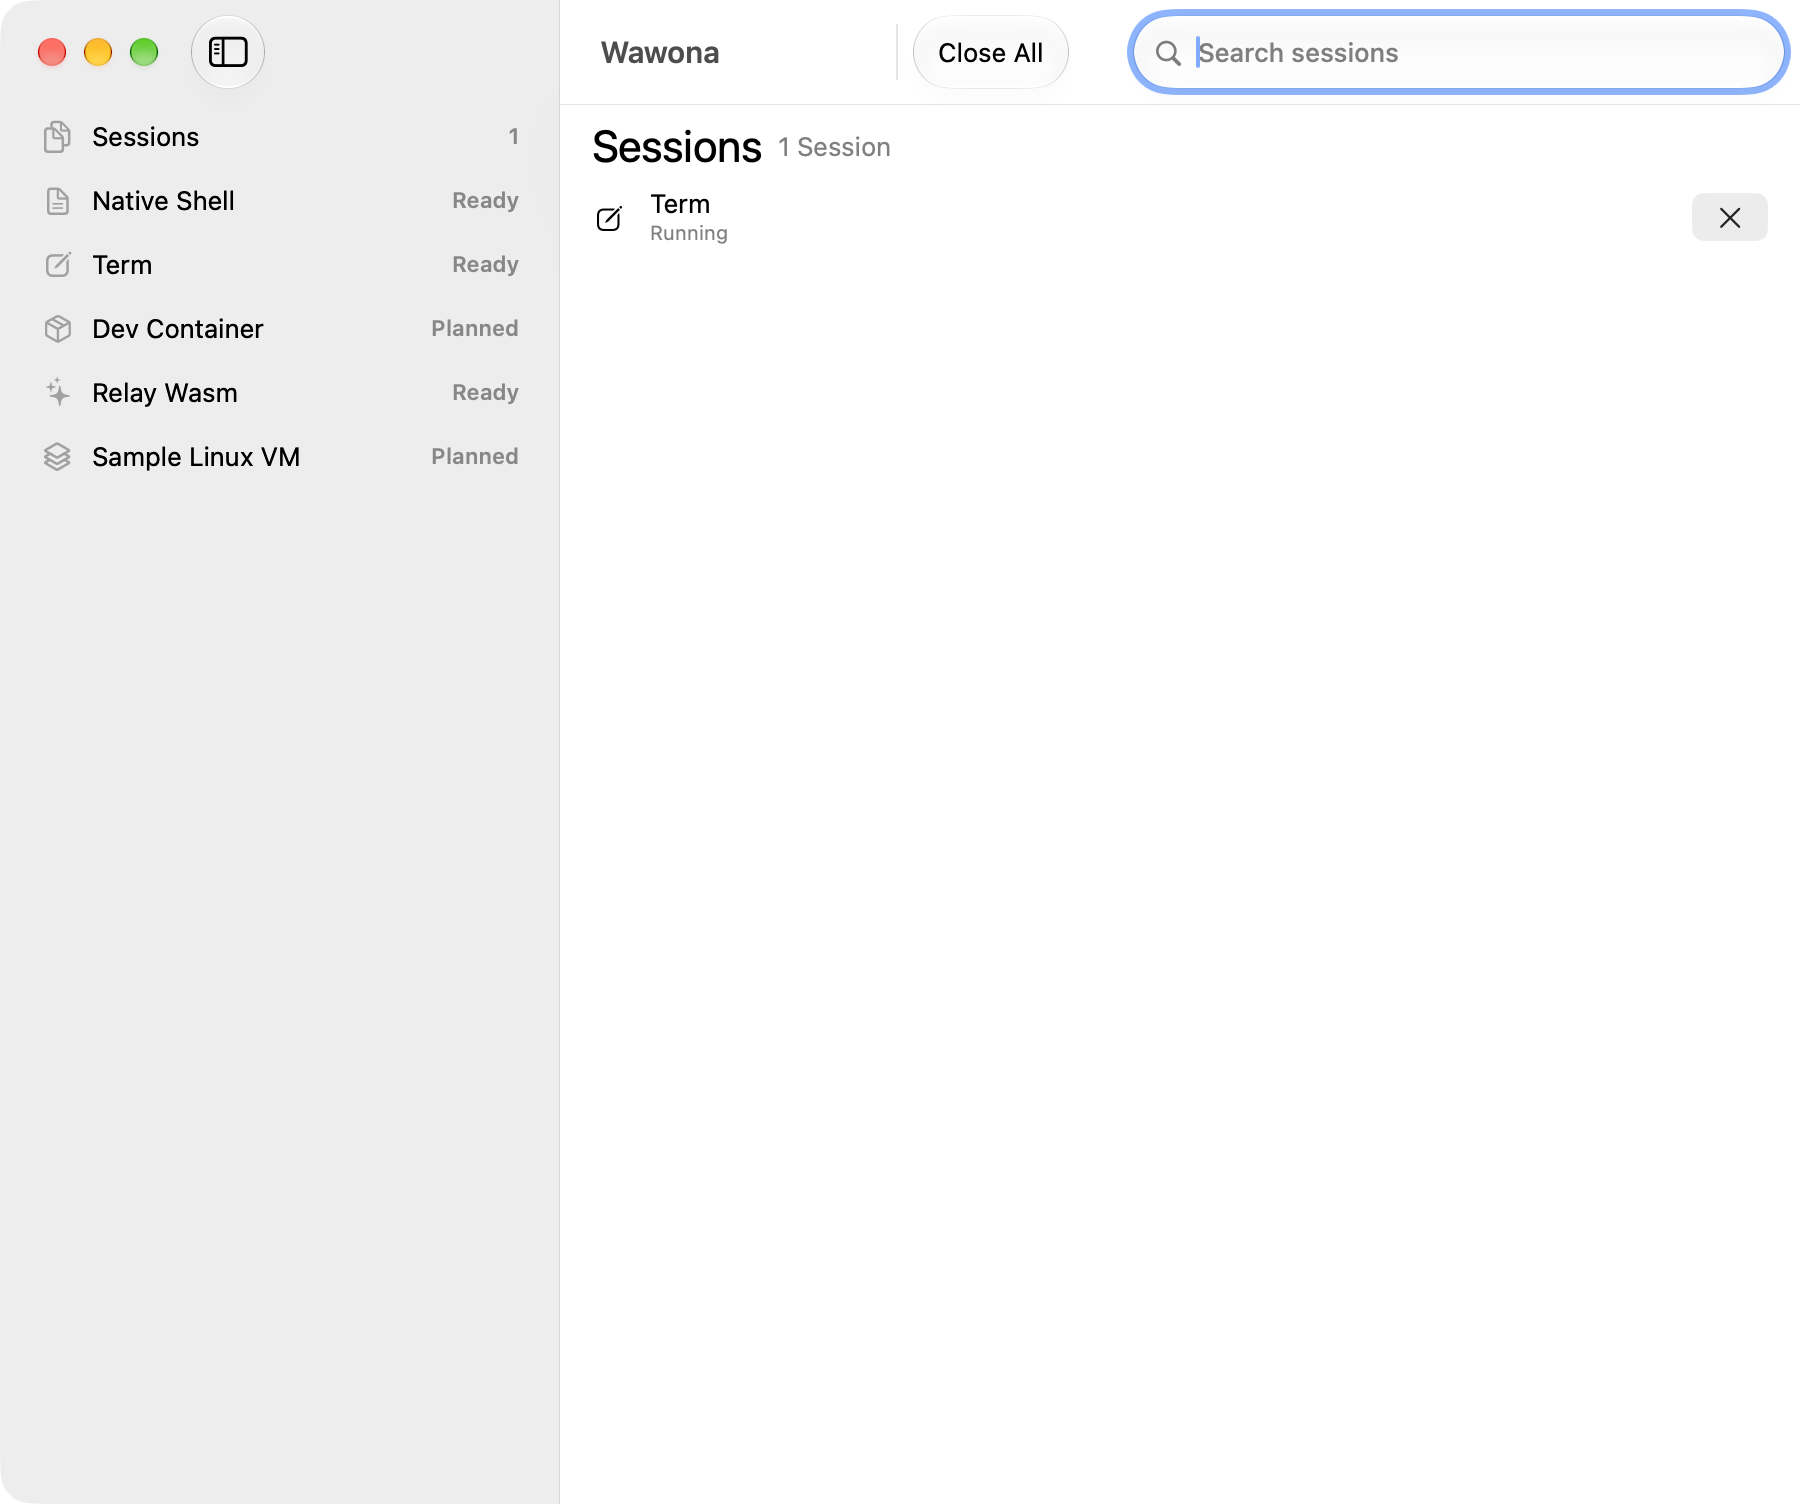 Wawona
Close All
Search sessions
Sessions 1
Native Shell Ready
Term Ready
Dev Container Planned
Relay Wasm Ready
Sample Linux VM Planned
Sessions 1 Session
Term
Running